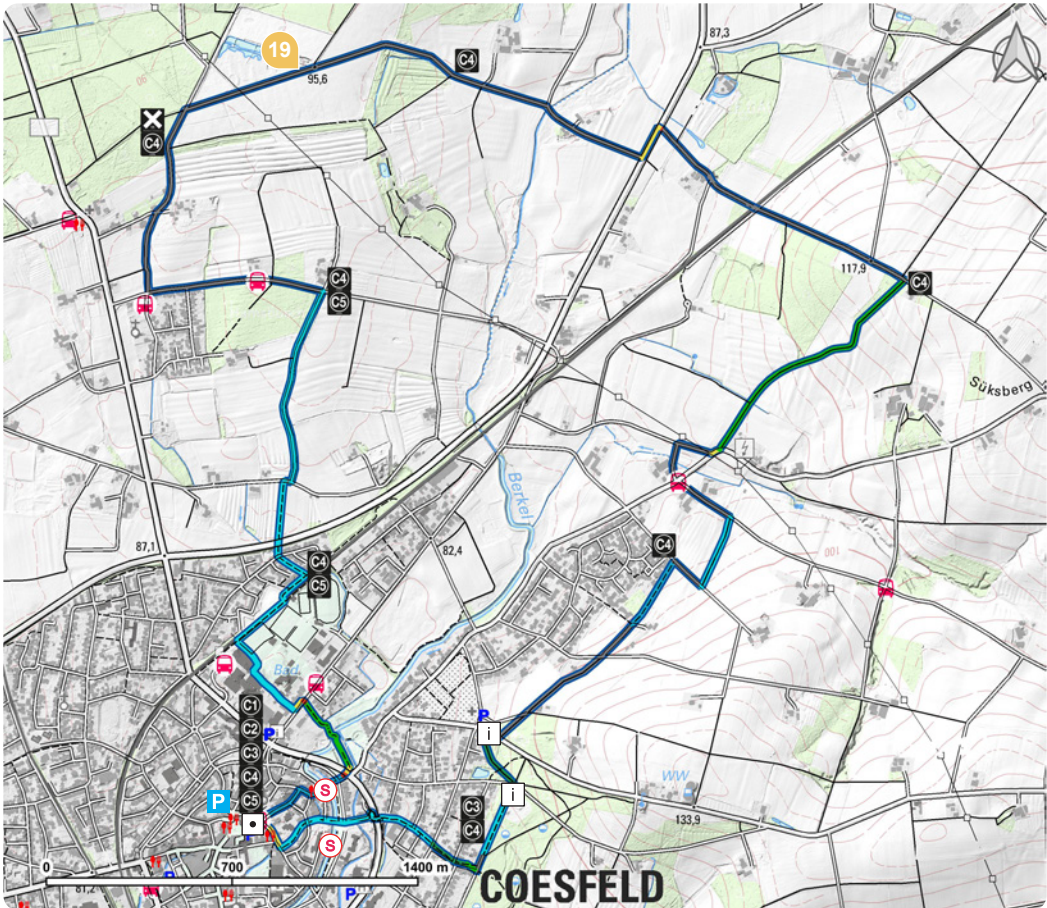 87,3
19
95,6
C4
C4
117,9
C4
C4
C5
Süksberg
Berkel
87,1
82,4
C4
C4
C5
100
Bad
C1
C2
C3
C4
C5
P
P
P
i
i
S
S
WW
133,9
C3
C4
0
700
1400 m
81,2
P
P
COESFELD